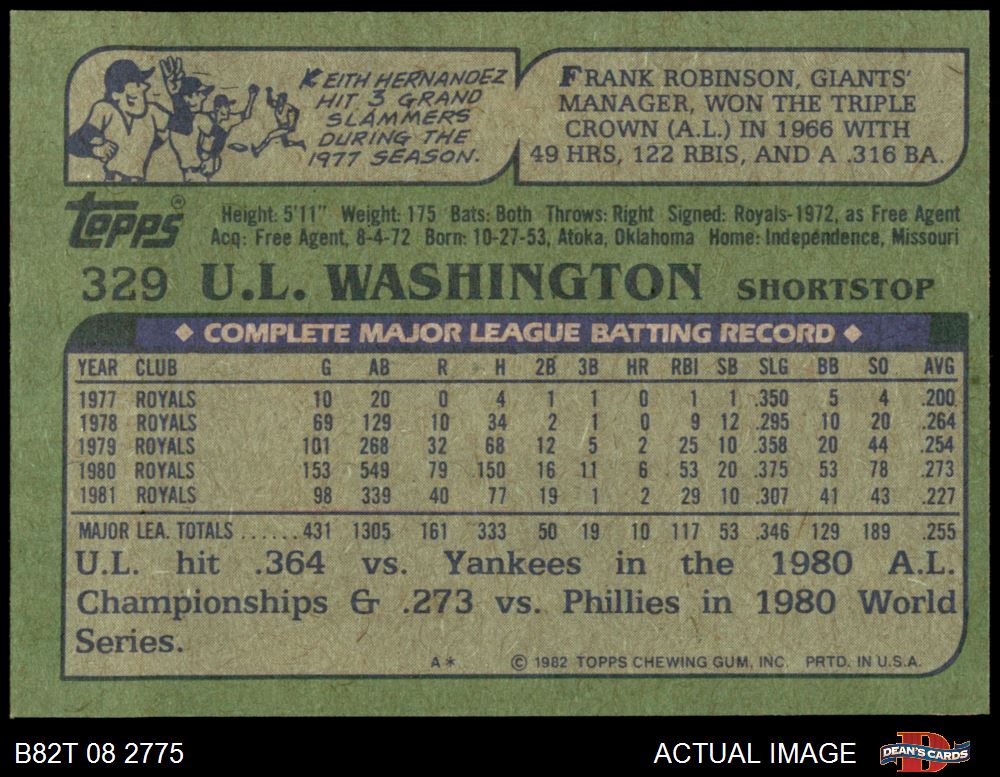 KEITH HERNANDEZ
HIT 3 GRAND
SLAMMERS
DURING THE
1977 SEASON.
FRANK ROBINSON, GIANTS'
MANAGER, WON THE TRIPLE
CROWN (A.L.) IN 1966 WITH
49 HRS, 122 RBIS, AND A .316 BA.
TOPPS®
Height: 5'11" Weight: 175 Bats: Both Throws: Right Signed: Royals-1972, as Free Agent
Acq: Free Agent, 8-4-72 Born: 10-27-53, Atoka, Oklahoma Home: Independence, Missouri
329 U.L. WASHINGTON SHORTSTOP
◆ COMPLETE MAJOR LEAGUE BATTING RECORD ◆
YEAR CLUB G AB R H 2B 3B HR RBI SB SLG BB SO AVG
1977 ROYALS 10 20 0 4 1 1 0 1 1 .350 5 4 .200
1978 ROYALS 69 129 10 34 2 1 0 9 12 .295 10 20 .264
1979 ROYALS 101 268 32 68 12 5 2 25 10 .358 20 44 .254
1980 ROYALS 153 549 79 150 16 11 6 53 20 .375 53 78 .273
1981 ROYALS 98 339 40 77 19 1 2 29 10 .307 41 43 .227
MAJOR LEA. TOTALS ......431 1305 161 333 50 19 10 117 53 .346 129 189 .255
U.L. hit .364 vs. Yankees in the 1980 A.L.
Championships & .273 vs. Phillies in 1980 World
Series.
A* © 1982 TOPPS CHEWING GUM, INC. PRTD. IN U.S.A.
B82T 08 2775
ACTUAL IMAGE
DEAN'S CARDS